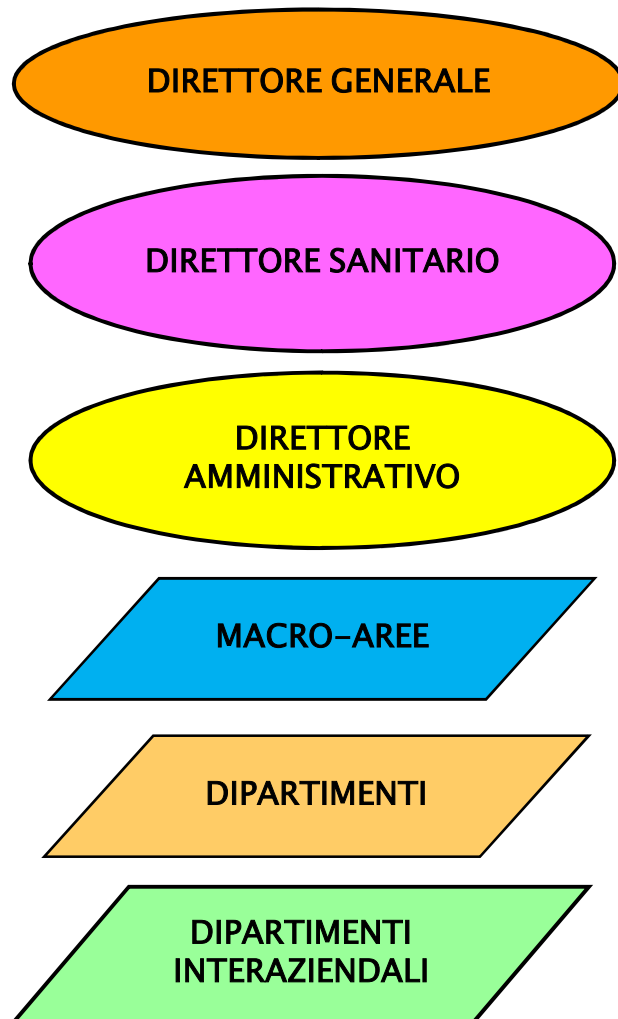 DIRETTORE GENERALE
DIRETTORE SANITARIO
DIRETTORE
AMMINISTRATIVO
MACRO-AREE
DIPARTIMENTI
DIPARTIMENTI
INTERAZIENDALI